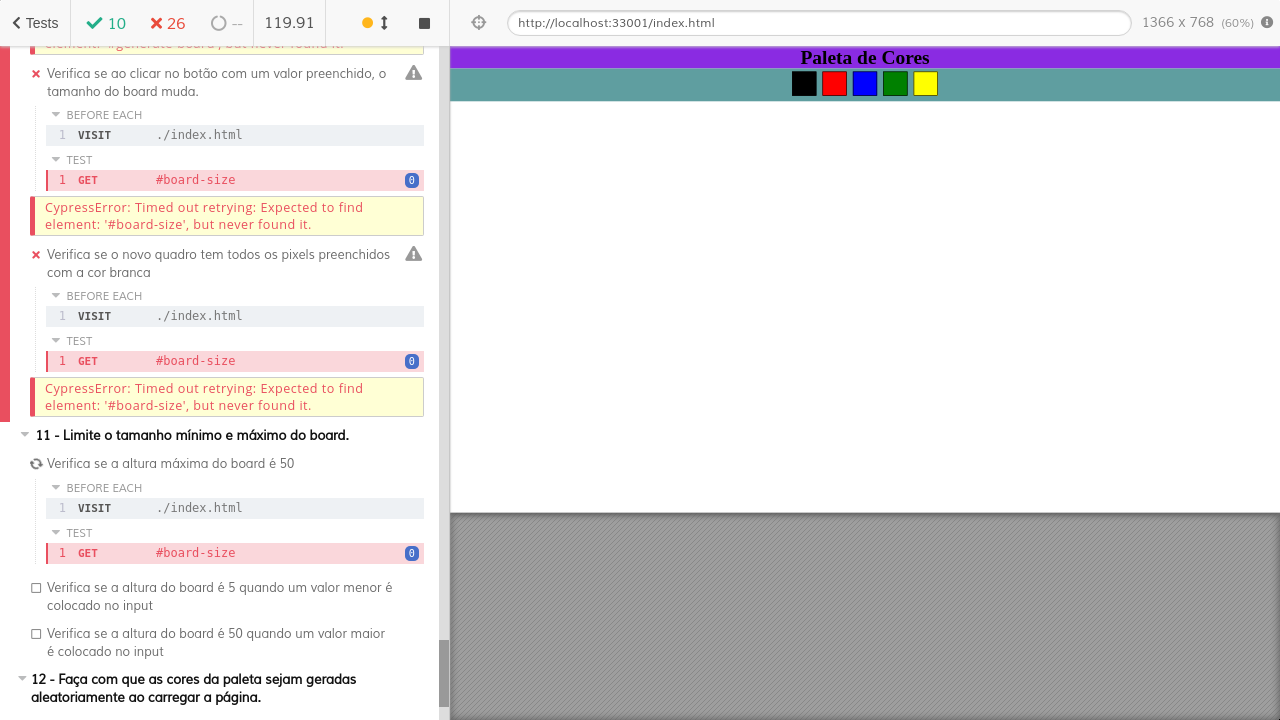 Tests 10 26 -- 119.91
http://localhost:33001/index.html 1366 x 768 (60%)
element: '#generate-board', but never found it.
Verifica se ao clicar no botão com um valor preenchido, o
tamanho do board muda.
BEFORE EACH
1 VISIT ./index.html
TEST
1 GET #board-size 0
CypressError: Timed out retrying: Expected to find
element: '#board-size', but never found it.
Verifica se o novo quadro tem todos os pixels preenchidos
com a cor branca
BEFORE EACH
1 VISIT ./index.html
TEST
1 GET #board-size 0
CypressError: Timed out retrying: Expected to find
element: '#board-size', but never found it.
11 - Limite o tamanho mínimo e máximo do board.
Verifica se a altura máxima do board é 50
BEFORE EACH
1 VISIT ./index.html
TEST
1 GET #board-size 0
Verifica se a altura do board é 5 quando um valor menor é
colocado no input
Verifica se a altura do board é 50 quando um valor maior
é colocado no input
12 - Faça com que as cores da paleta sejam geradas
aleatoriamente ao carregar a página.
Paleta de Cores